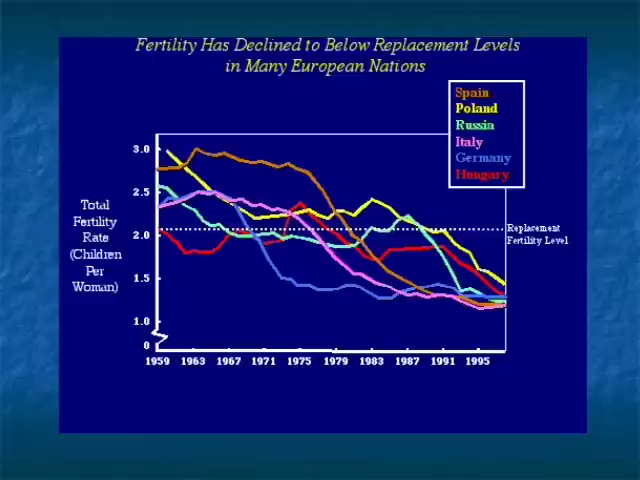 Fertility Has Declined to Below Replacement Levels
in Many European Nations
Spain
Poland
Russia
Italy
Germany
Hungary
Total
Fertility
Rate
(Children
Per
Woman)
3.0
2.5
2.0
1.5
1.0
0
Replacement
Fertility Level
1959 1963 1967 1971 1975 1979 1983 1987 1991 1995